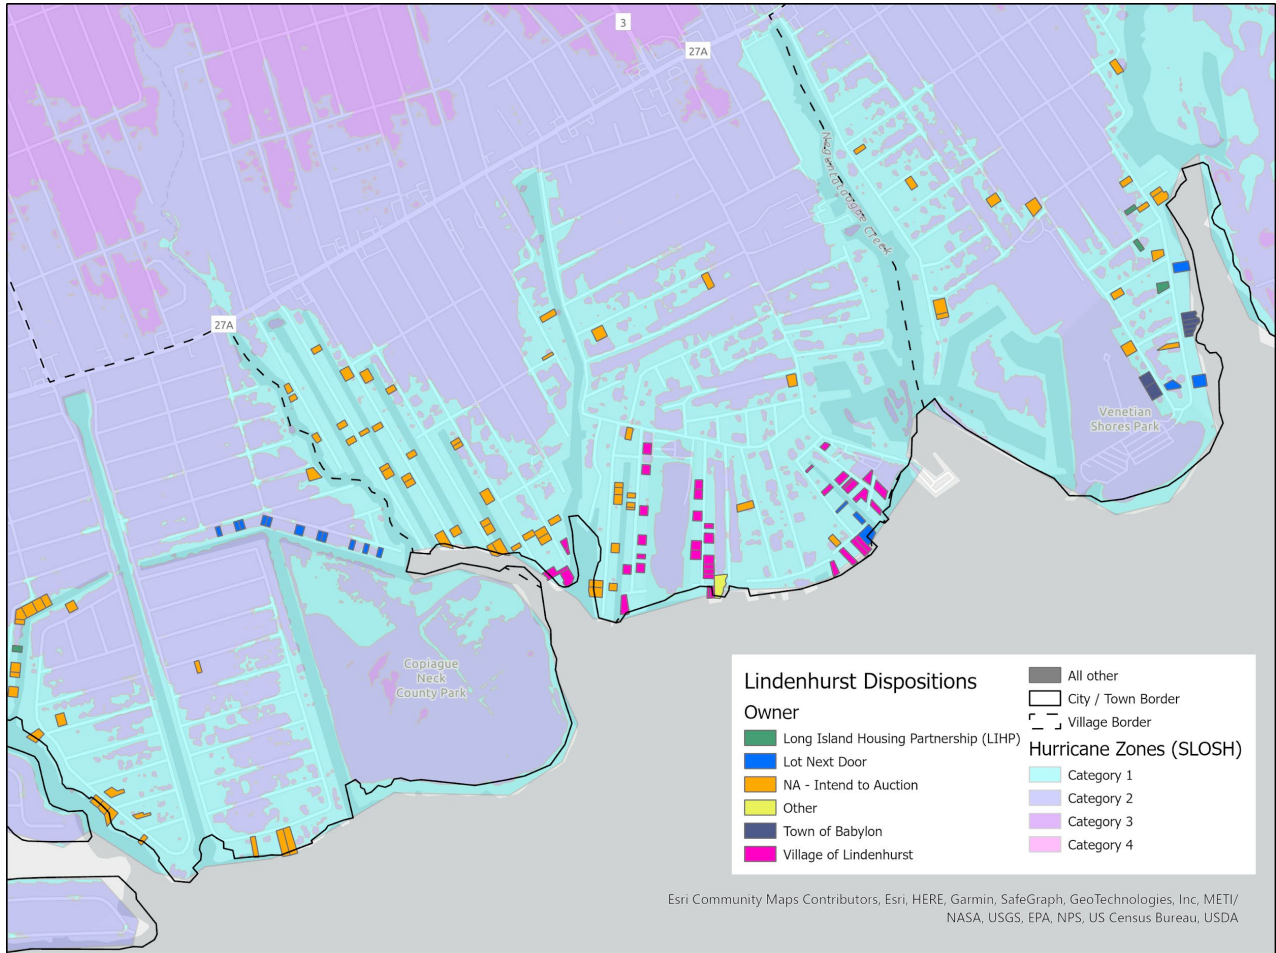 3
27A
Neguntatogue Creek
27A
Venetian
Shores Park
Copiague
Neck
County Park
Lindenhurst Dispositions
Owner
Long Island Housing Partnership (LIHP)
Lot Next Door
NA - Intend to Auction
Other
Town of Babylon
Village of Lindenhurst
All other
City / Town Border
Village Border
Hurricane Zones (SLOSH)
Category 1
Category 2
Category 3
Category 4
Esri Community Maps Contributors, Esri, HERE, Garmin, SafeGraph, GeoTechnologies, Inc, METI/
NASA, USGS, EPA, NPS, US Census Bureau, USDA